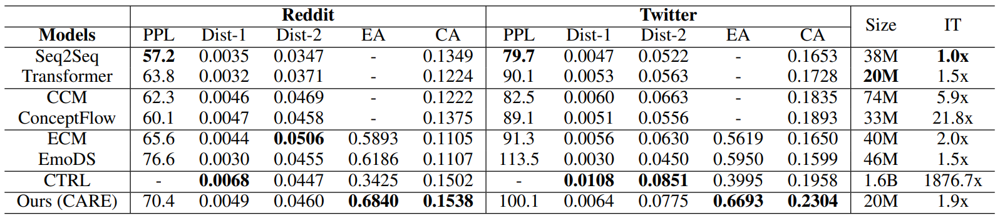 Reddit Twitter Size IT
Models PPL Dist-1 Dist-2 EA CA PPL Dist-1 Dist-2 EA CA
Seq2Seq 57.2 0.0035 0.0347 - 0.1349 79.7 0.0047 0.0522 - 0.1653 38M 1.0x
Transformer 63.8 0.0032 0.0371 - 0.1224 90.1 0.0053 0.0563 - 0.1728 20M 1.5x
CCM 62.3 0.0046 0.0469 - 0.1222 82.5 0.0060 0.0663 - 0.1835 74M 5.9x
ConceptFlow 60.1 0.0047 0.0458 - 0.1375 89.1 0.0051 0.0556 - 0.1893 33M 21.8x
ECM 65.6 0.0044 0.0506 0.5893 0.1105 91.3 0.0056 0.0630 0.5619 0.1650 40M 2.0x
EmoDS 76.6 0.0030 0.0455 0.6186 0.1107 113.5 0.0030 0.0450 0.5950 0.1599 46M 1.5x
CTRL - 0.0068 0.0447 0.3425 0.1502 - 0.0108 0.0851 0.3995 0.1958 1.6B 1876.7x
Ours (CARE) 70.4 0.0049 0.0460 0.6840 0.1538 100.1 0.0064 0.0775 0.6693 0.2304 20M 1.9x